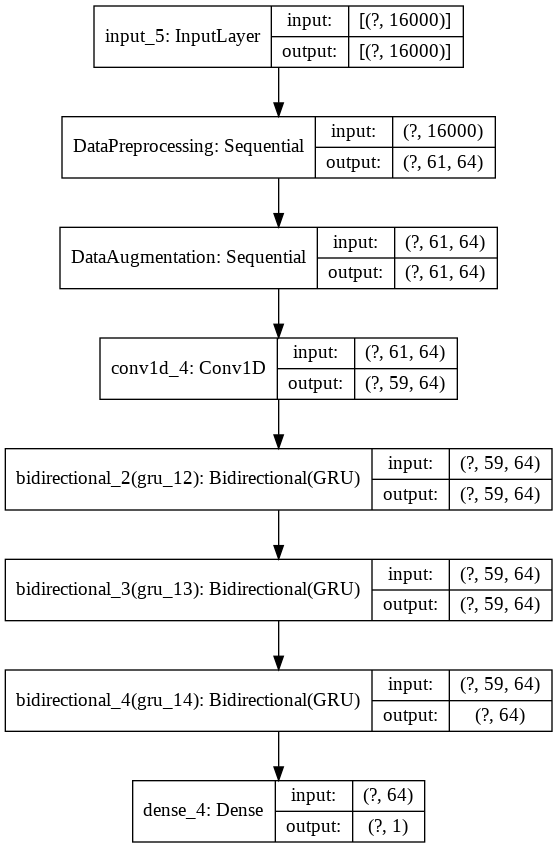 input_5: InputLayer
input: [(?, 16000)]
output: [(?, 16000)]
DataPreprocessing: Sequential
input: (?, 16000)
output: (?, 61, 64)
DataAugmentation: Sequential
input: (?, 61, 64)
output: (?, 61, 64)
conv1d_4: Conv1D
input: (?, 61, 64)
output: (?, 59, 64)
bidirectional_2(gru_12): Bidirectional(GRU)
input: (?, 59, 64)
output: (?, 59, 64)
bidirectional_3(gru_13): Bidirectional(GRU)
input: (?, 59, 64)
output: (?, 59, 64)
bidirectional_4(gru_14): Bidirectional(GRU)
input: (?, 59, 64)
output: (?, 64)
dense_4: Dense
input: (?, 64)
output: (?, 1)